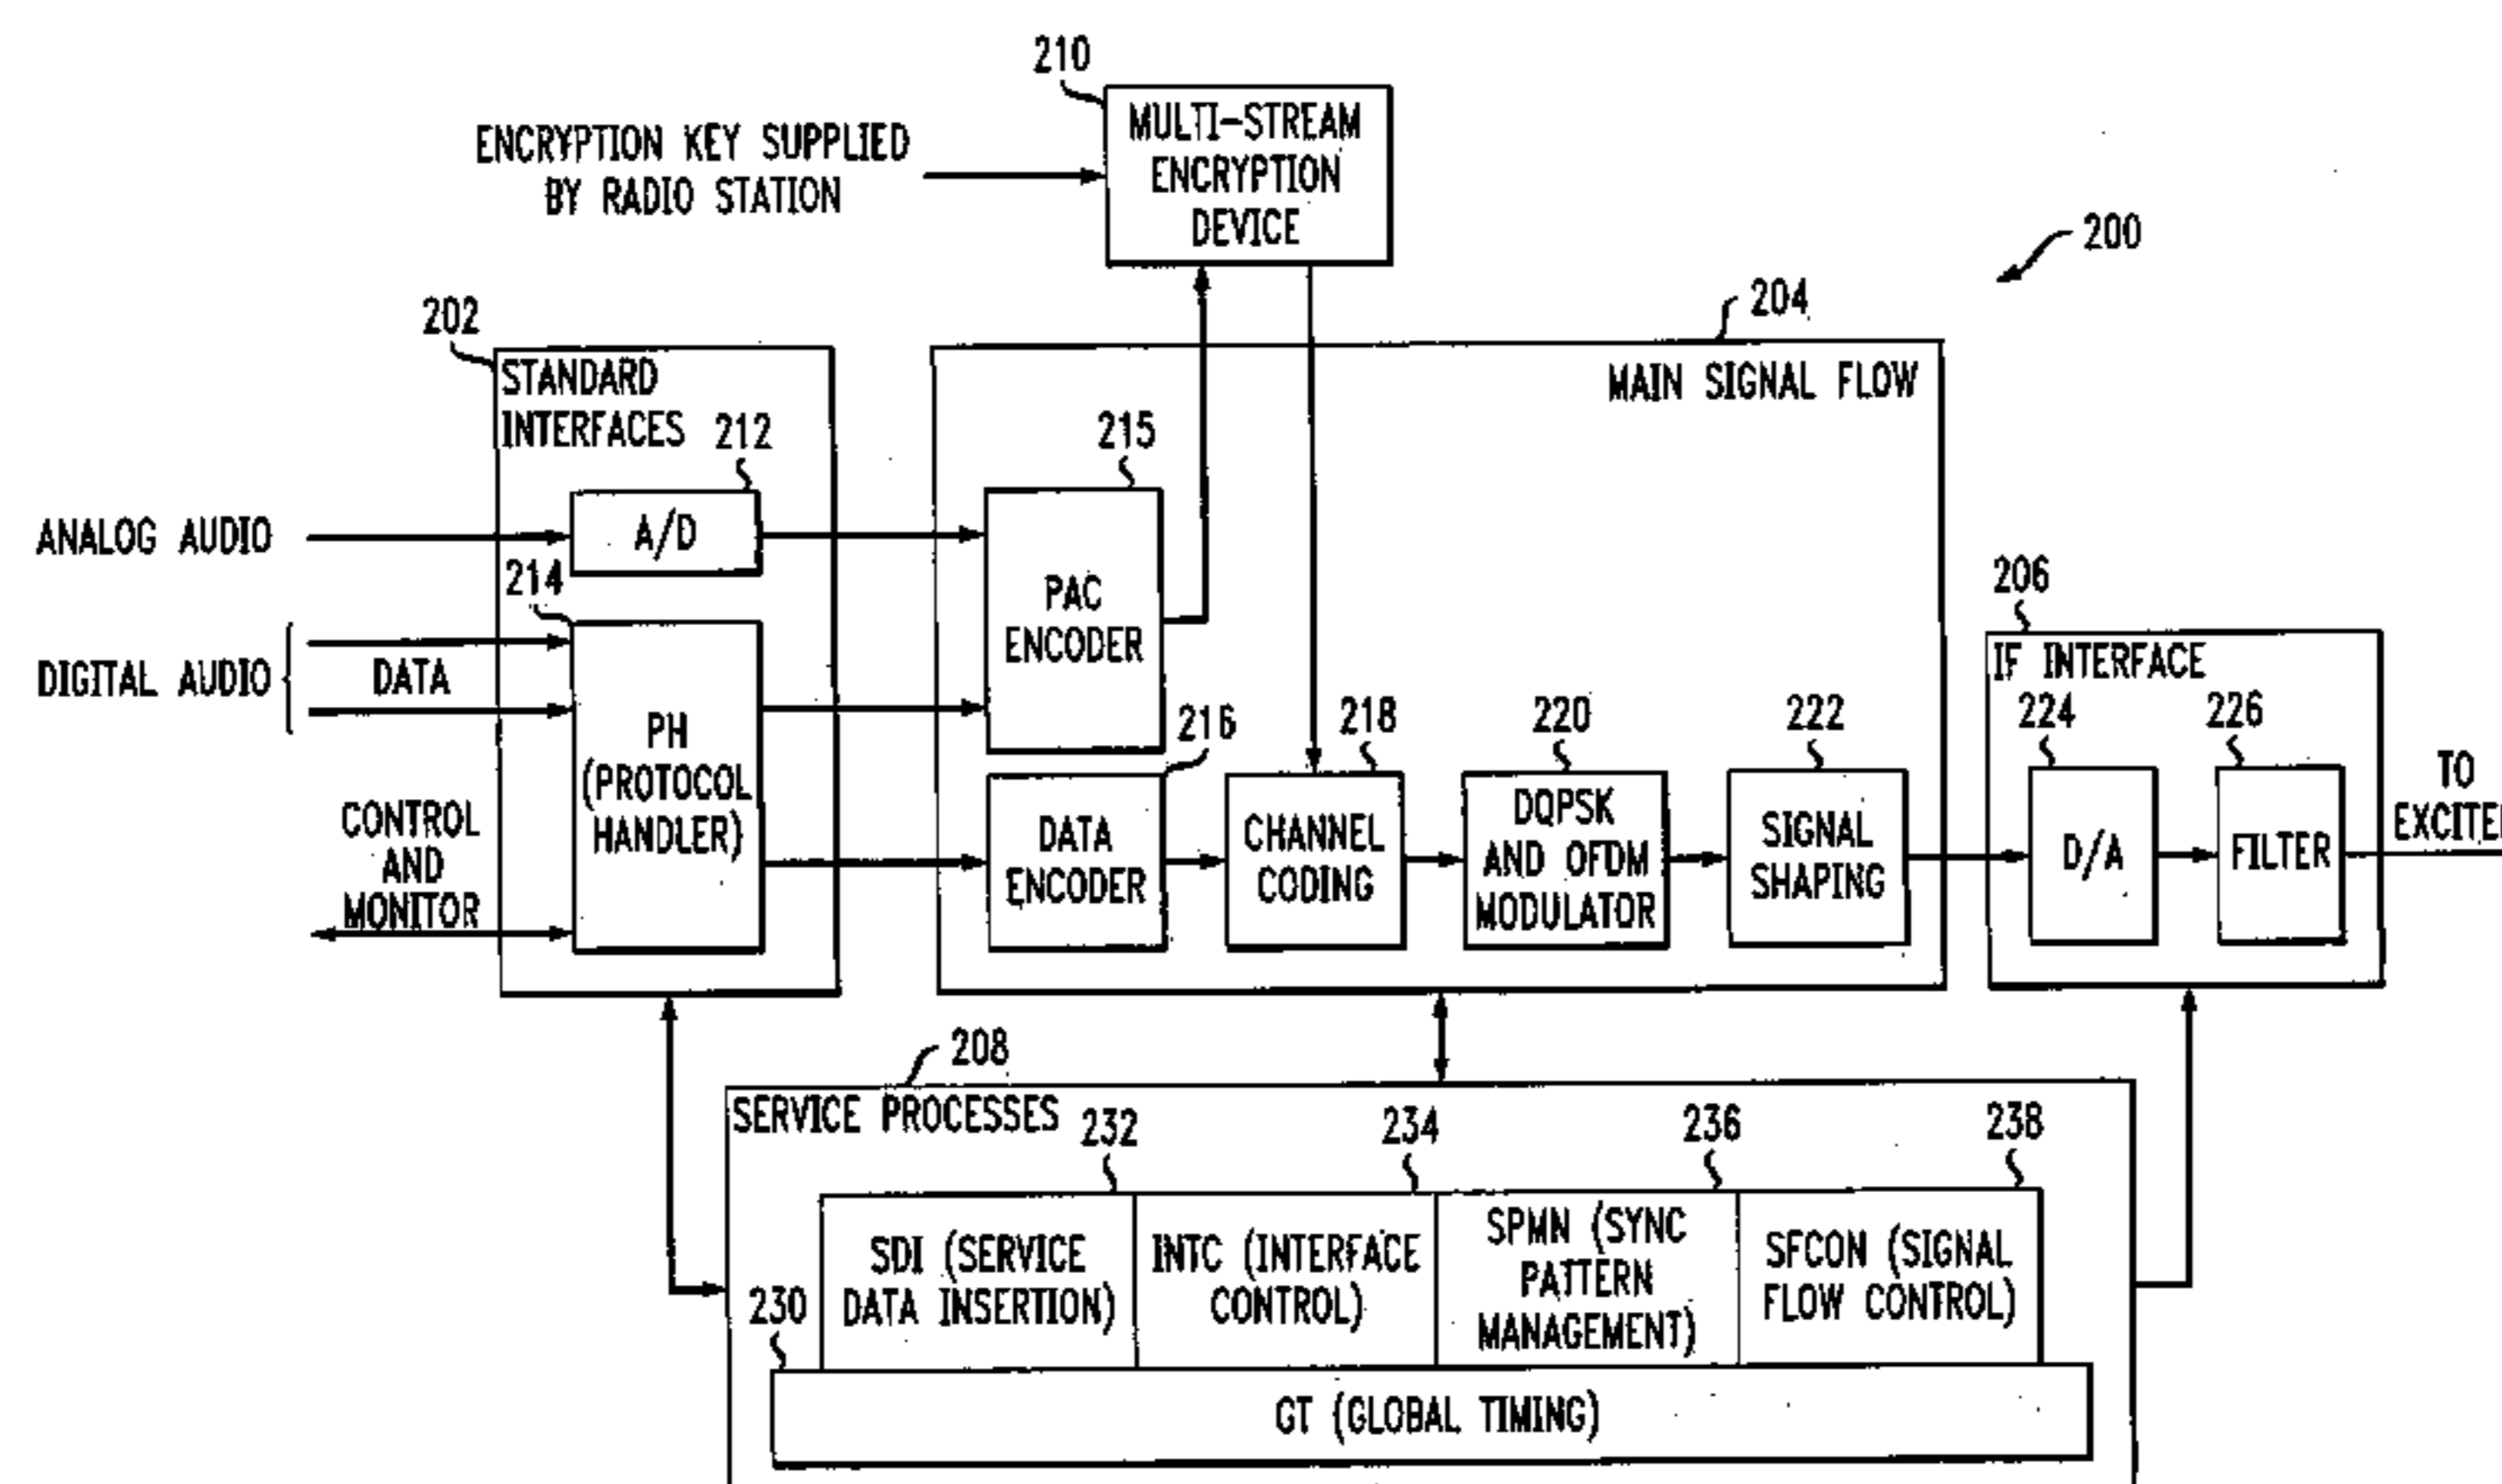 210
MULTI-STREAM
ENCRYPTION
DEVICE
ENCRYPTION KEY SUPPLIED
BY RADIO STATION
200
204
202
STANDARD
INTERFACES
MAIN SIGNAL FLOW
212
215
ANALOG AUDIO
A/D
214
PAC
ENCODER
206
IF INTERFACE
DIGITAL AUDIO
DATA
PH
(PROTOCOL
HANDLER)
216
218
220
222
224
226
TO
EXCITER
CONTROL
AND
MONITOR
DATA
ENCODER
CHANNEL
CODING
DQPSK
AND OFDM
MODULATOR
SIGNAL
SHAPING
D/A
FILTER
208
SERVICE PROCESSES
232
234
236
238
SDI (SERVICE
DATA INSERTION)
INTC (INTERFACE
CONTROL)
SPMN (SYNC
PATTERN
MANAGEMENT)
SFCON (SIGNAL
FLOW CONTROL)
230
GT (GLOBAL TIMING)